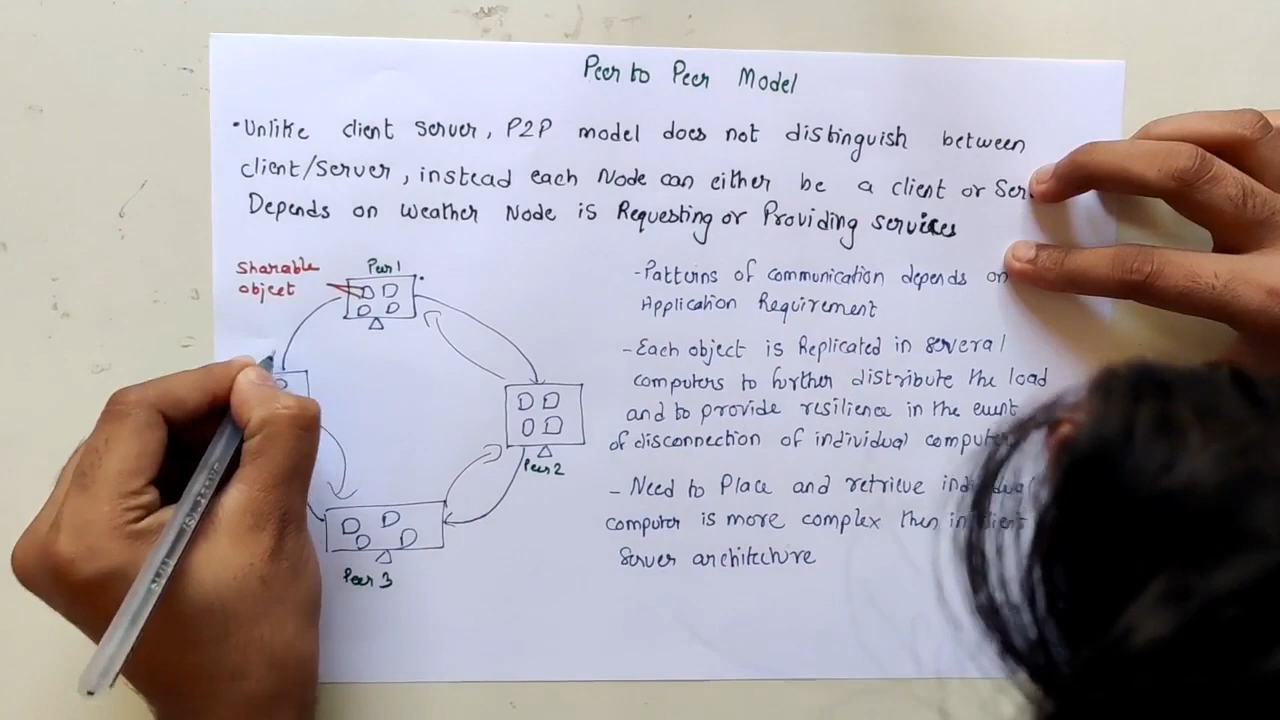 Peer to Peer Model
•Unlike client server, P2P model does not distinguish between
client/server, instead each Node can either be a client or Ser
Depends on weather Node is Requesting or Providing services
Sharable
object
Peer 1
-Patterns of communication depends on
Application Requirement
-Each object is Replicated in several
computers to further distribute the load
and to provide resilience in the event
of disconnection of individual computers
Peer 2
- Need to Place and retrieve individual
computer is more complex then in client
Server architecture
Peer 3